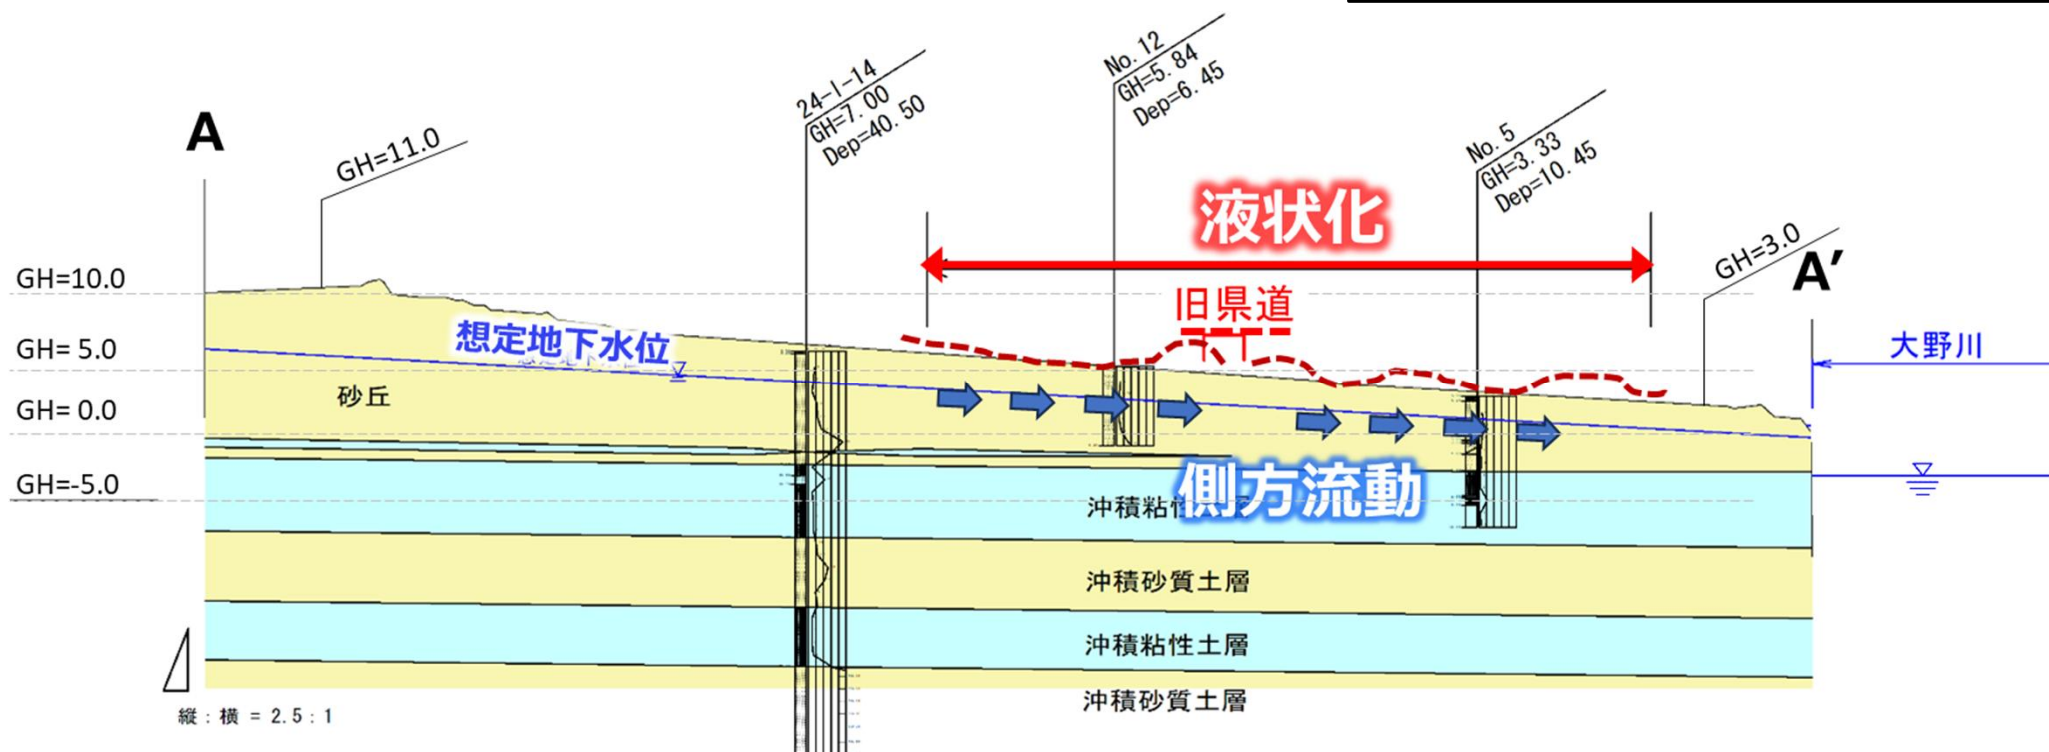 No. 12
GH=5. 84
Dep=6. 45
24-I-14
GH=7. 00
Dep=40. 50
No. 5
GH=3. 33
Dep=10. 45
A
GH=11.0
液状化
GH=3.0
A′
GH=10.0
旧県道
想定地下水位
大野川
GH= 5.0
砂丘
GH= 0.0
側方流動
GH=-5.0
沖積粘性土層
沖積砂質土層
沖積粘性土層
沖積砂質土層
縦：横 = 2.5：1